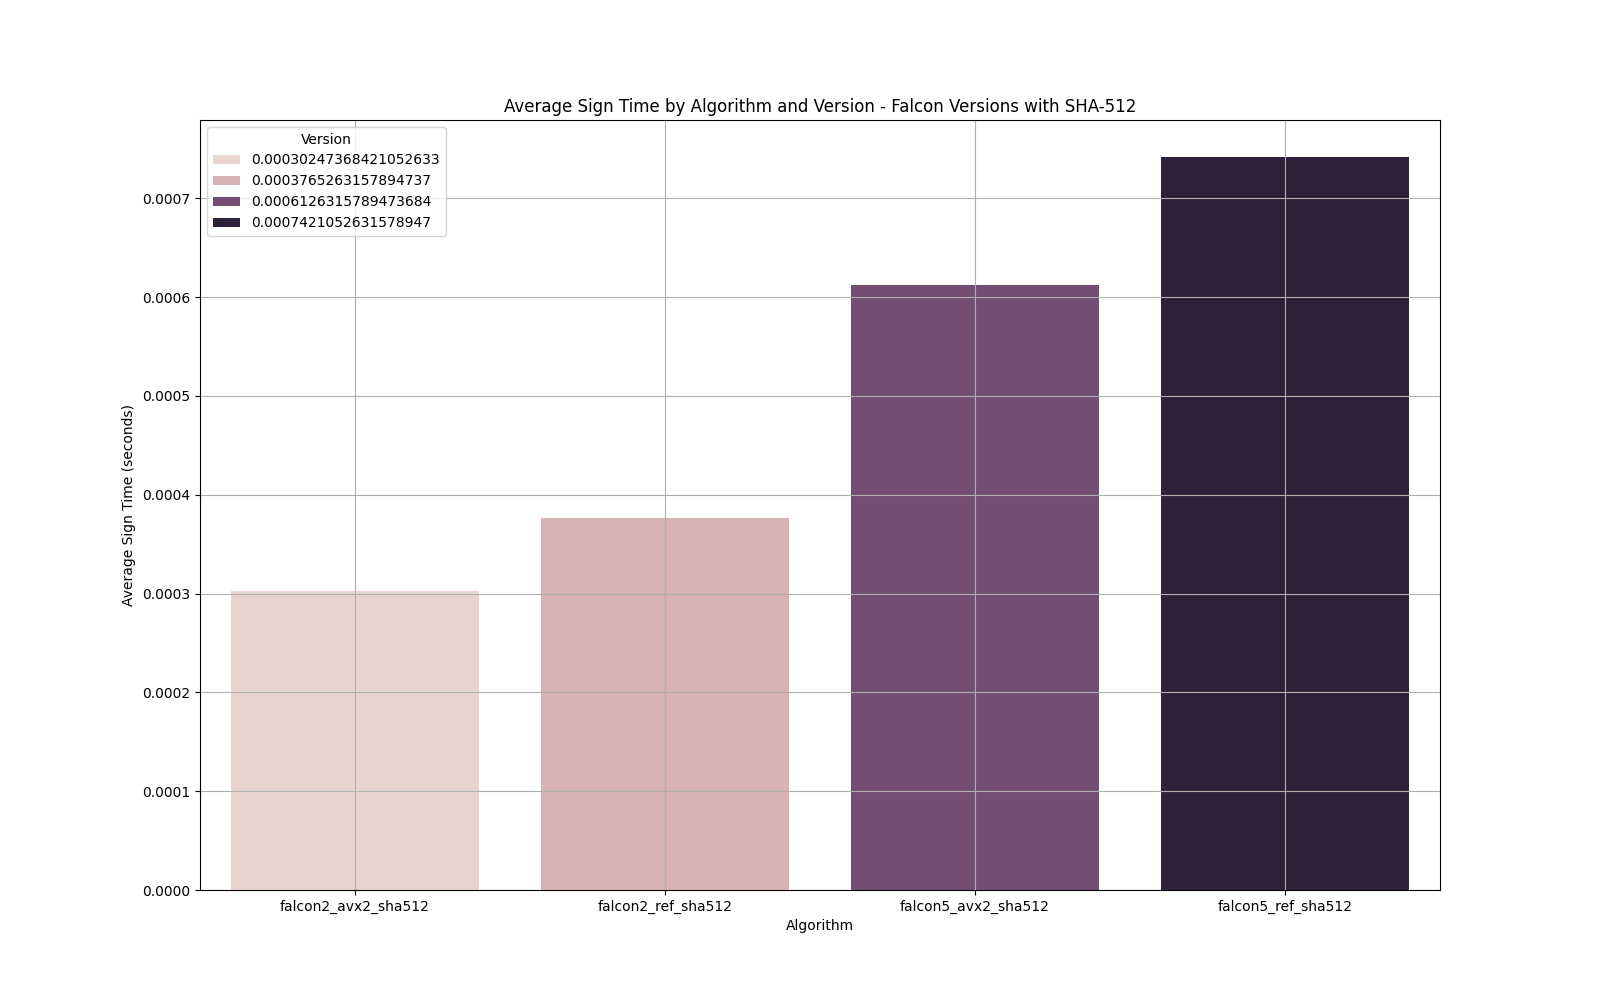 Average Sign Time by Algorithm and Version - Falcon Versions with SHA-512
Version
0.00030247368421052633
0.0003765263157894737
0.0006126315789473684
0.0007421052631578947
Average Sign Time (seconds)
0.0007
0.0006
0.0005
0.0004
0.0003
0.0002
0.0001
0.0000
falcon2_avx2_sha512 falcon2_ref_sha512 falcon5_avx2_sha512 falcon5_ref_sha512
Algorithm